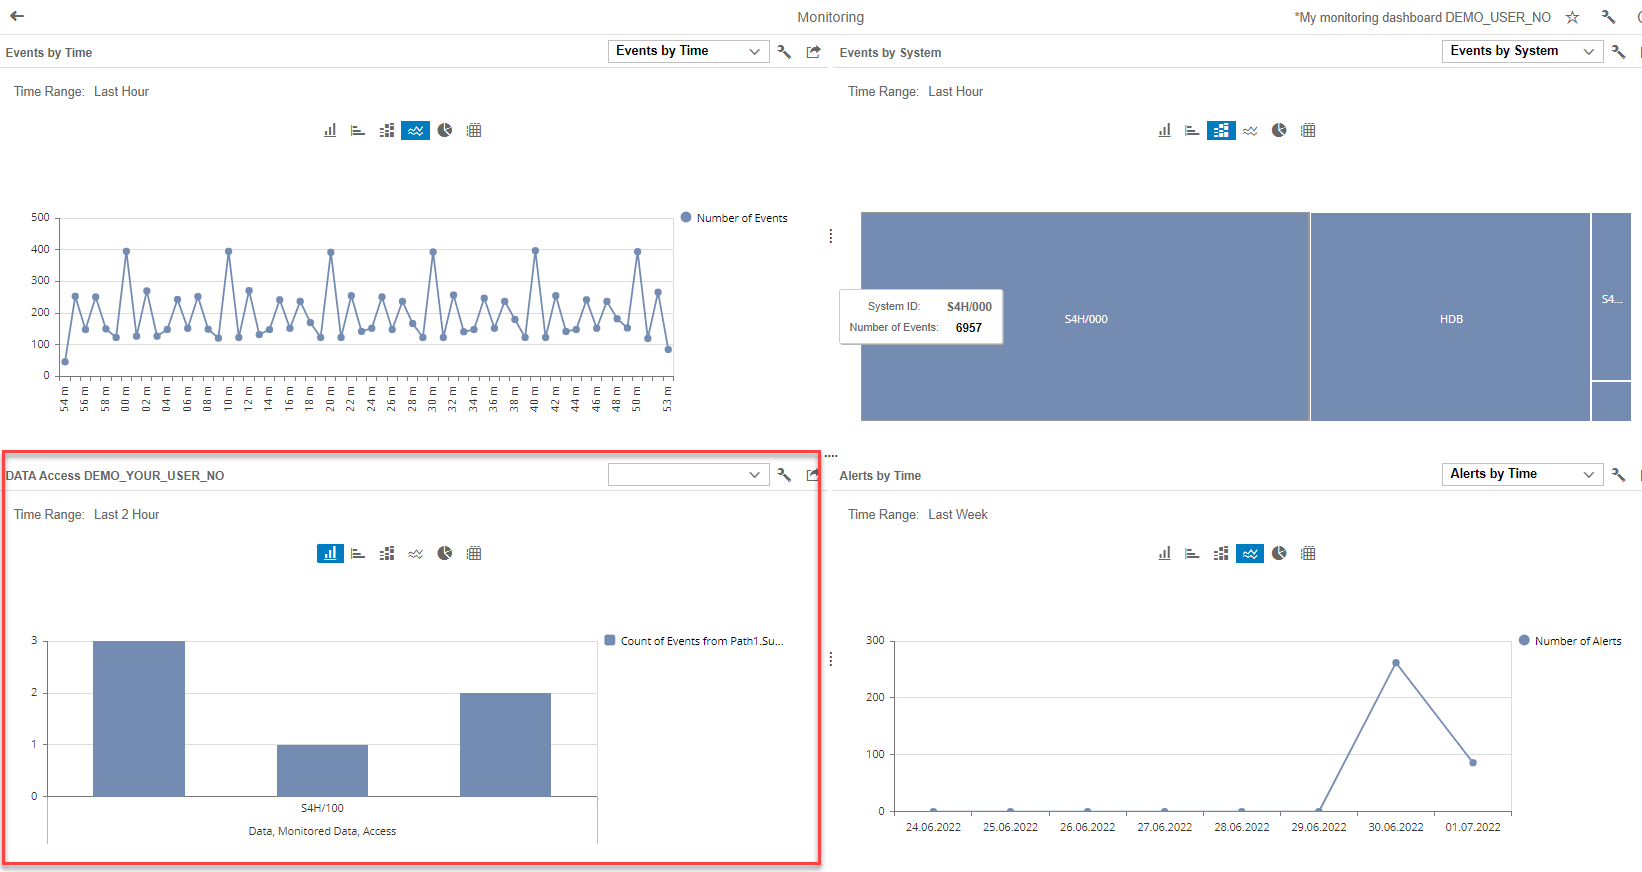 Monitoring
*My monitoring dashboard DEMO_USER_NO
Events by Time
Events by Time
Time Range: Last Hour
500
400
300
200
100
0
Number of Events
54 m
56 m
58 m
00 m
02 m
04 m
06 m
08 m
10 m
12 m
14 m
16 m
18 m
20 m
22 m
24 m
26 m
28 m
30 m
32 m
34 m
36 m
38 m
40 m
42 m
44 m
46 m
48 m
50 m
53 m
Events by System
Events by System
Time Range: Last Hour
S4H/000
HDB
S4...
System ID: S4H/000
Number of Events: 6957
DATA Access DEMO_YOUR_USER_NO
Time Range: Last 2 Hour
3
2
1
0
Count of Events from Path1.Su...
S4H/100
Data, Monitored Data, Access
Alerts by Time
Alerts by Time
Time Range: Last Week
300
200
100
0
Number of Alerts
24.06.2022
25.06.2022
26.06.2022
27.06.2022
28.06.2022
29.06.2022
30.06.2022
01.07.2022